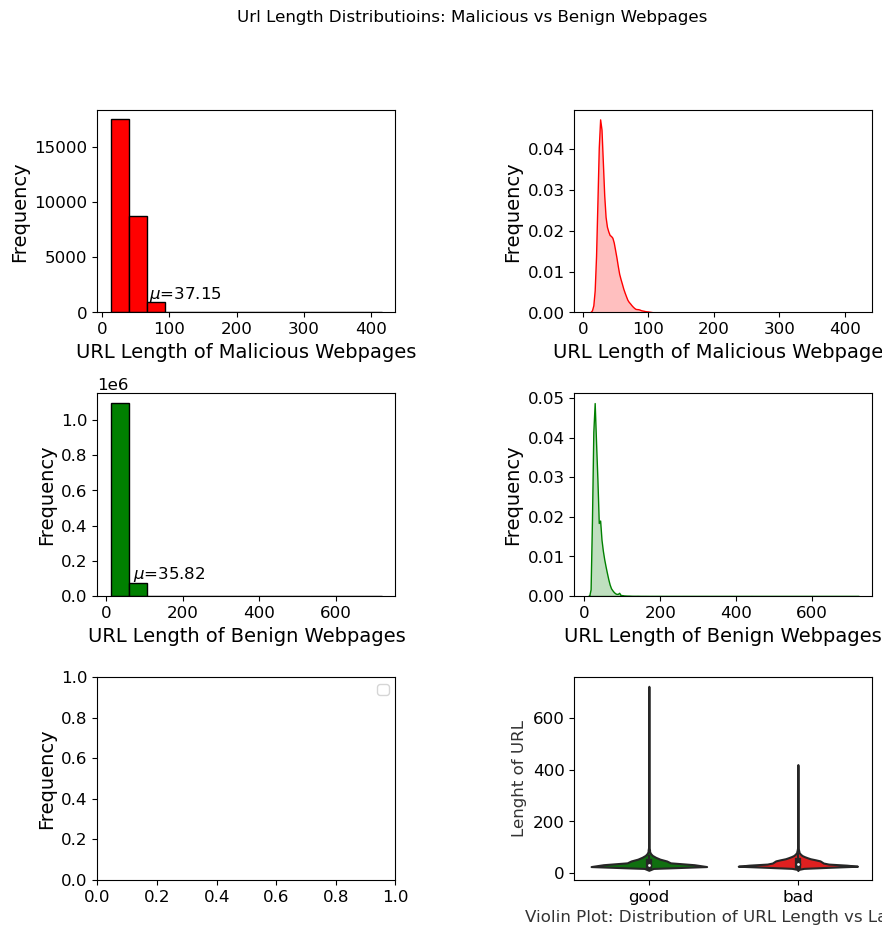 Url Length Distributioins: Malicious vs Benign Webpages
Frequency
15000
10000
5000
0
μ=37.15
0 100 200 300 400
URL Length of Malicious Webpages
Frequency
0.04
0.03
0.02
0.01
0.00
0 100 200 300 400
URL Length of Malicious Webpage
1e6
Frequency
1.0
0.8
0.6
0.4
0.2
0.0
μ=35.82
0 200 400 600
URL Length of Benign Webpages
Frequency
0.05
0.04
0.03
0.02
0.01
0.00
0 200 400 600
URL Length of Benign Webpages
Frequency
1.0
0.8
0.6
0.4
0.2
0.0
0.0 0.2 0.4 0.6 0.8 1.0
Lenght of URL
600
400
200
0
good bad
Violin Plot: Distribution of URL Length vs La